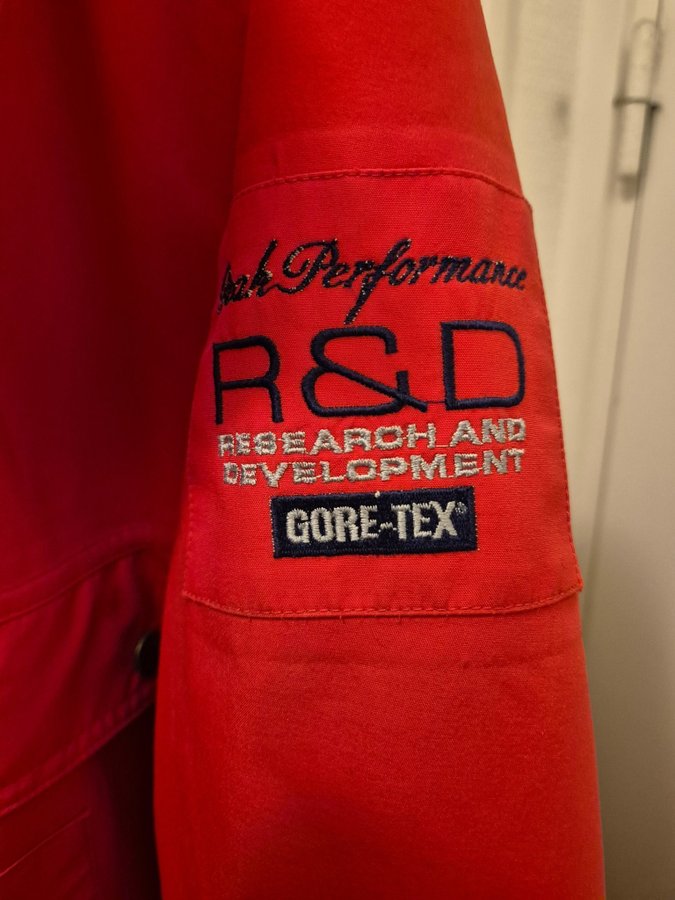 Peak Performance
R&D
RESEARCH AND
DEVELOPMENT
GORE-TEX®